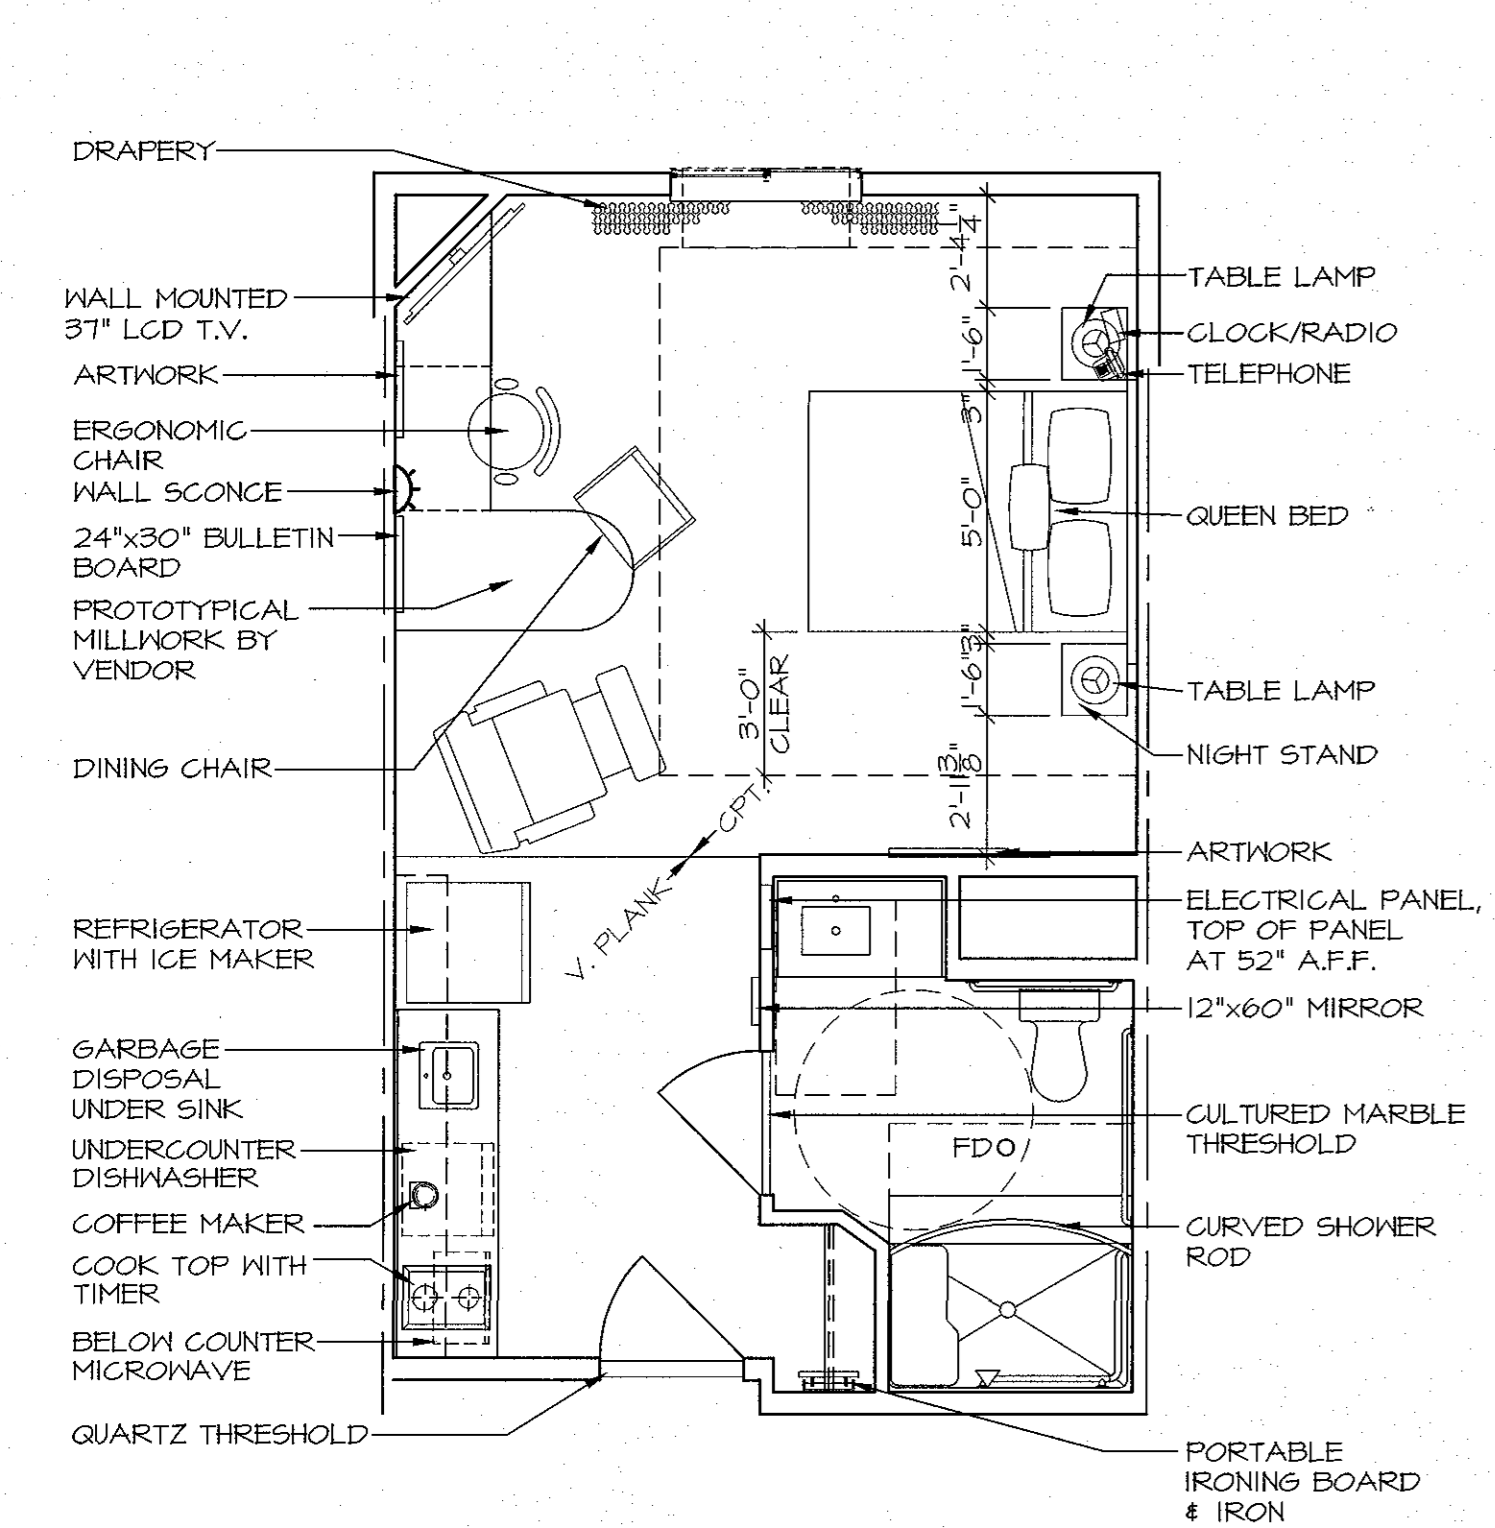 DRAPERY
WALL MOUNTED
37" LCD T.V.
ARTWORK
ERGONOMIC
CHAIR
WALL SCONCE
24"x30" BULLETIN
BOARD
PROTOTYPICAL
MILLWORK BY
VENDOR
DINING CHAIR
REFRIGERATOR
WITH ICE MAKER
GARBAGE
DISPOSAL
UNDER SINK
UNDERCOUNTER
DISHWASHER
COFFEE MAKER
COOK TOP WITH
TIMER
BELOW COUNTER
MICROWAVE
QUARTZ THRESHOLD
2'-4 1/4"
1'-6"
3"
5'-0"
3"
1'-6"
2'-11 3/8"
3'-0"
CLEAR
CPT.
V. PLANK
FD
TABLE LAMP
CLOCK/RADIO
TELEPHONE
QUEEN BED
TABLE LAMP
NIGHT STAND
ARTWORK
ELECTRICAL PANEL,
TOP OF PANEL
AT 52" A.F.F.
12"x60" MIRROR
CULTURED MARBLE
THRESHOLD
CURVED SHOWER
ROD
PORTABLE
IRONING BOARD
& IRON